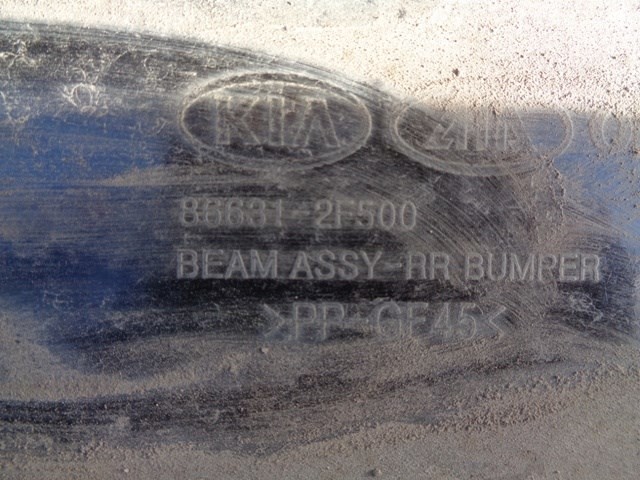 KIA
86631-2F500
BEAM ASSY-RR BUMPER
>PP-GF45<